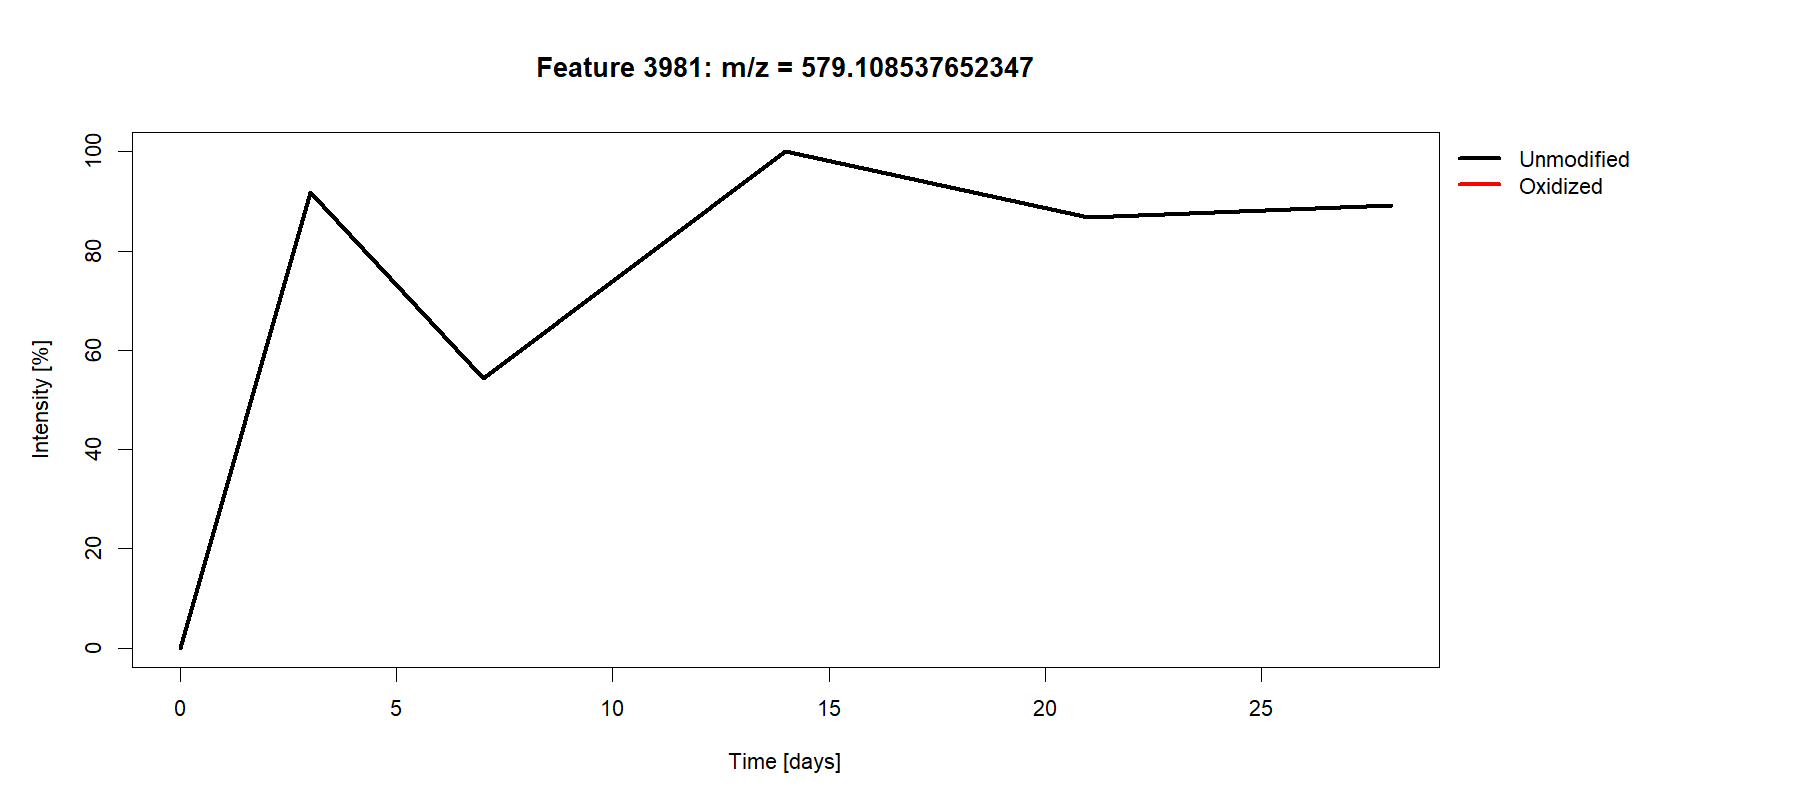 Feature 3981: m/z = 579.108537652347
Unmodified
Oxidized
Intensity [%]
100
80
60
40
20
0
0 5 10 15 20 25
Time [days]